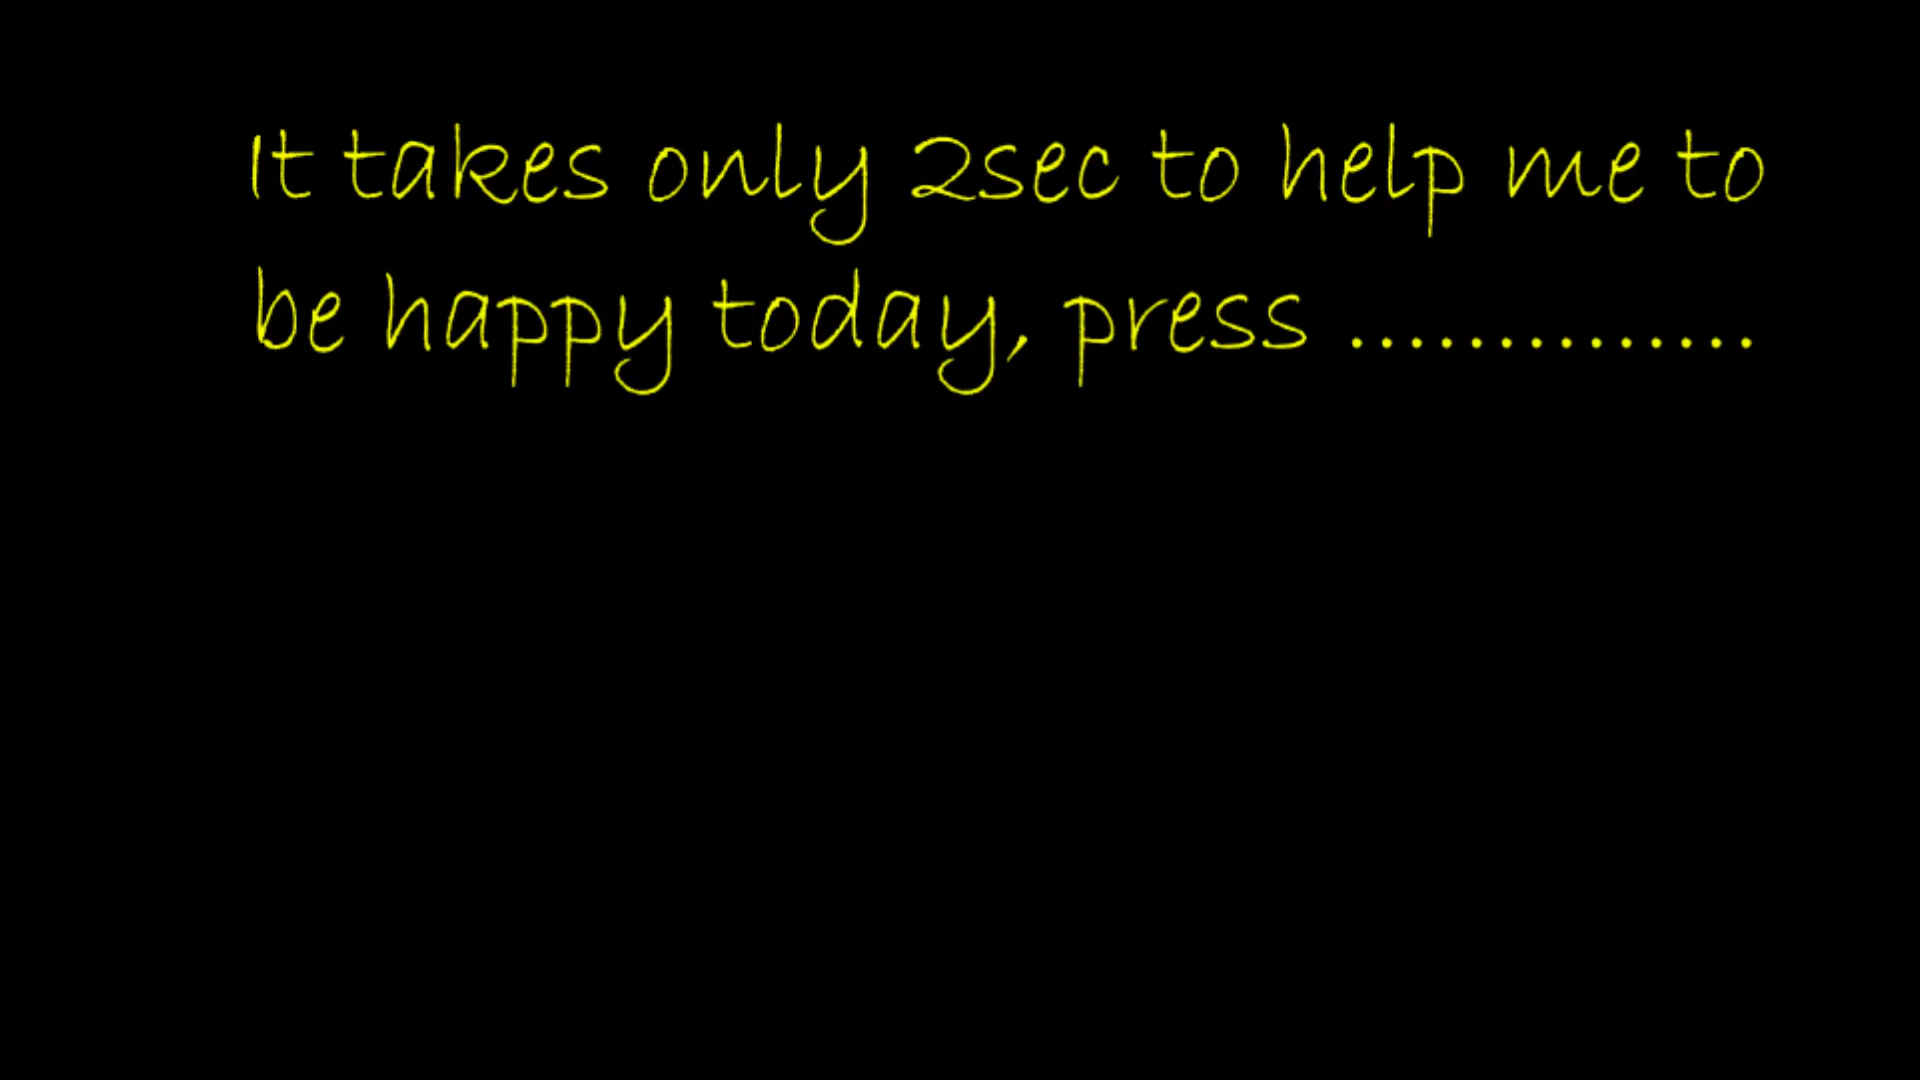 It takes only 2sec to help me to
be happy today, press ..............